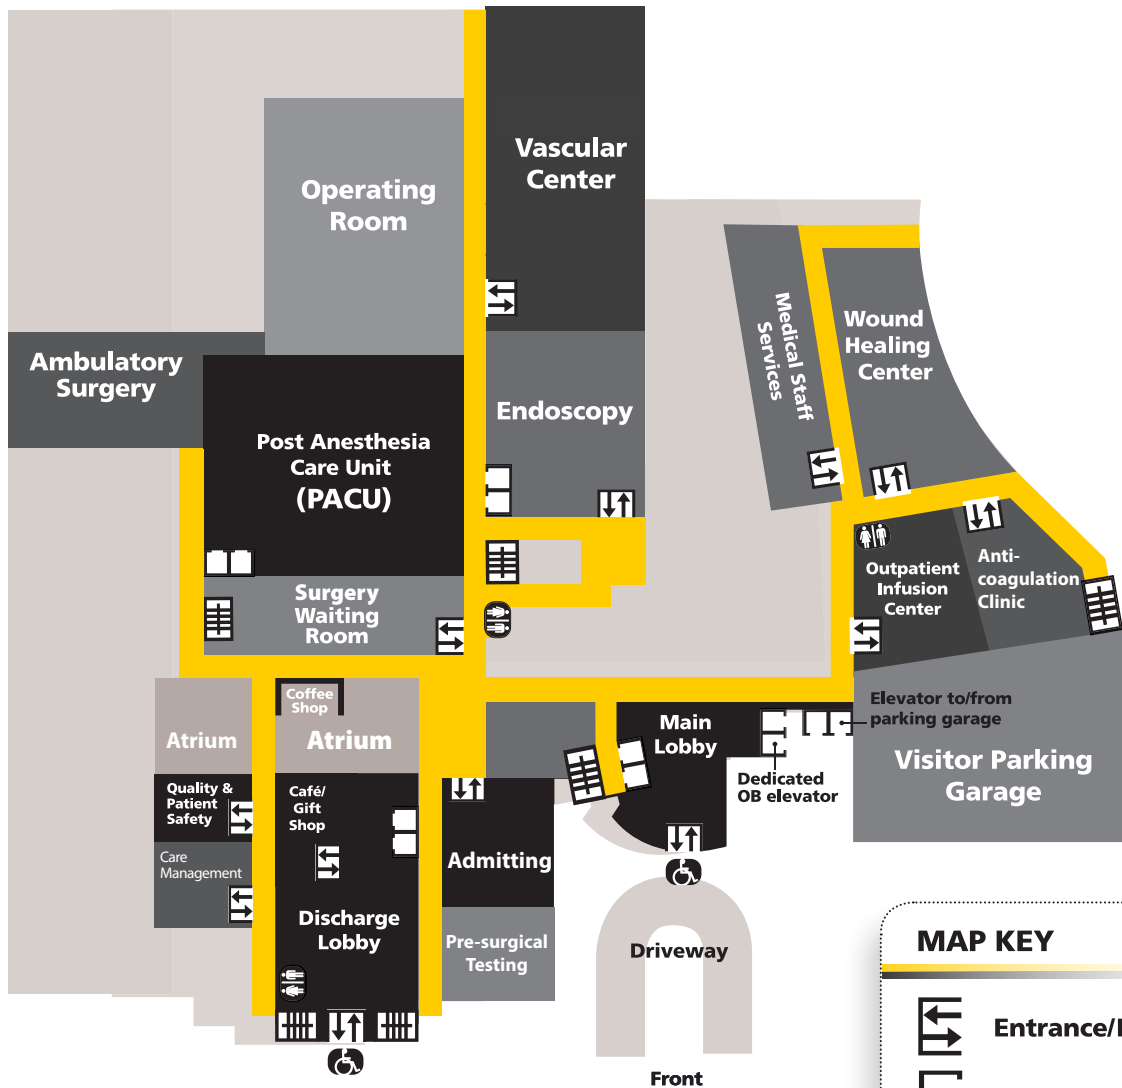 Vascular
Center
Operating
Room
Medical Staff
Services
Wound
Healing
Center
Ambulatory
Surgery
Endoscopy
Post Anesthesia
Care Unit
(PACU)
Outpatient
Infusion
Center
Anti-
coagulation
Clinic
Surgery
Waiting
Room
Coffee
Shop
Atrium
Atrium
Main
Lobby
Elevator to/from
parking garage
Visitor Parking
Garage
Dedicated
OB elevator
Quality &
Patient
Safety
Café/
Gift
Shop
Care
Management
Admitting
Discharge
Lobby
Pre-surgical
Testing
Driveway
Front
MAP KEY
Entrance/